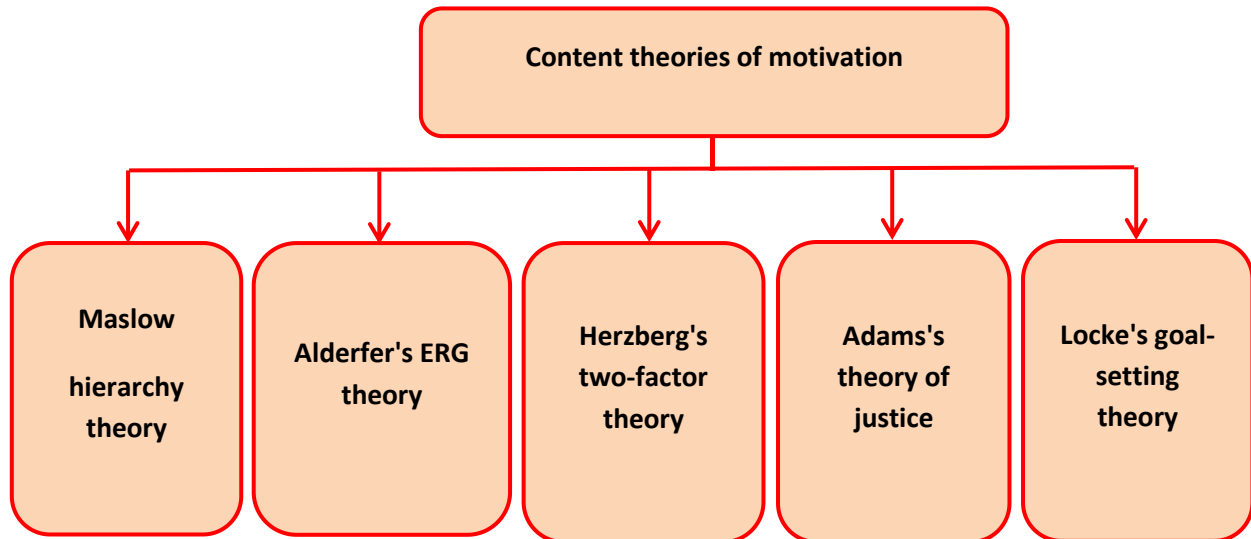 Content theories of motivation
Maslow
hierarchy
theory
Alderfer's ERG
theory
Herzberg's
two-factor
theory
Adams's
theory of
justice
Locke's goal-
setting
theory